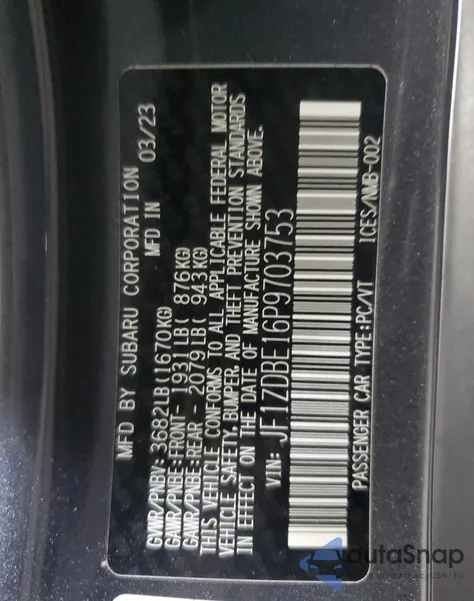 MFD BY SUBARU CORPORATION
MFD IN 03/23
GVWR/PNBV- 3682LB(1670KG)
GAWR/PNBE:FRONT- 1931LB( 876KG)
GAWR/PNBE:REAR- 2079LB( 943KG)
THIS VEHICLE CONFORMS TO ALL APPLICABLE FEDERAL MOTOR
VEHICLE SAFETY, BUMPER, AND THEFT PREVENTION STANDARDS
IN EFFECT ON THE DATE OF MANUFACTURE SHOWN ABOVE.
VIN: JF1ZDBE16P9703753
PASSENGER CAR TYPE:PC/VT ICES/NMB-002
autoSnap